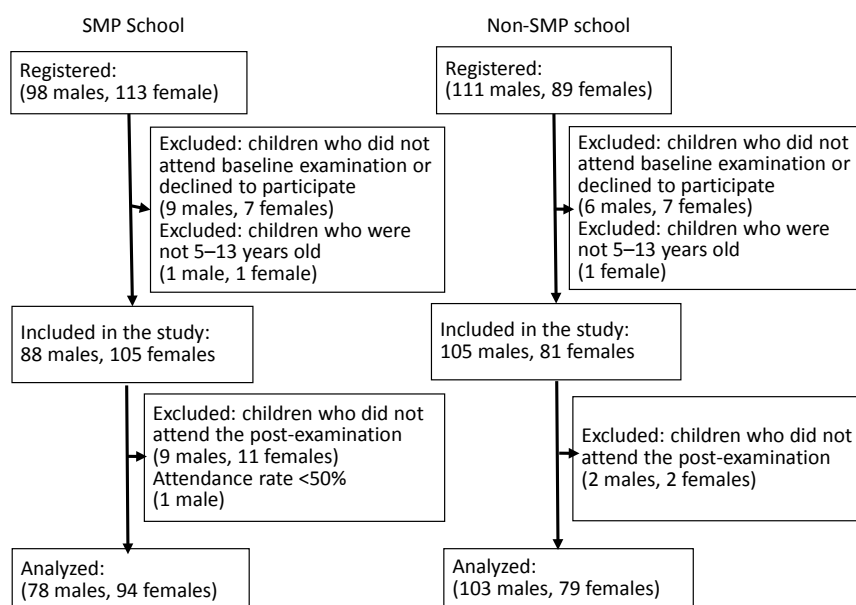 SMP School
Registered:
(98 males, 113 female)
Excluded: children who did not
attend baseline examination or
declined to participate
(9 males, 7 females)
Excluded: children who were
not 5–13 years old
(1 male, 1 female)
Included in the study:
88 males, 105 females
Excluded: children who did not
attend the post-examination
(9 males, 11 females)
Attendance rate <50%
(1 male)
Analyzed:
(78 males, 94 females)
Non-SMP school
Registered:
(111 males, 89 females)
Excluded: children who did not
attend baseline examination or
declined to participate
(6 males, 7 females)
Excluded: children who were
not 5–13 years old
(1 female)
Included in the study:
105 males, 81 females
Excluded: children who did not
attend the post-examination
(2 males, 2 females)
Analyzed:
(103 males, 79 females)